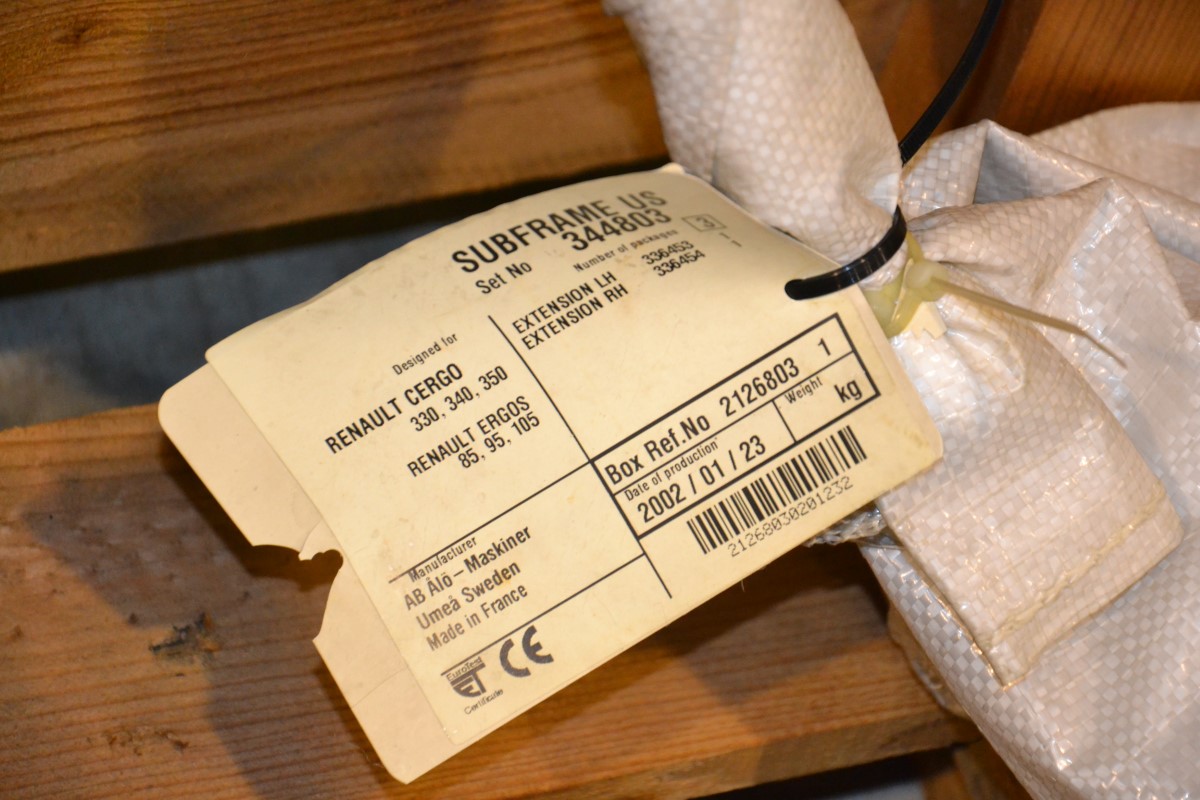 SUBFRAME US
Set No 344803
Number of packages 3
EXTENSION LH 336453 1
EXTENSION RH 336454 1
Designed for
RENAULT CERGO
330, 340, 350
RENAULT ERGOS
85, 95, 105
Box Ref.No 2126803 1
Date of production
2002 / 01 / 23
Weight
kg
21268030201232
Manufacturer
AB Ålö-Maskiner
Umeå Sweden
Made in France
EuroTest
ET
Certificate
CE